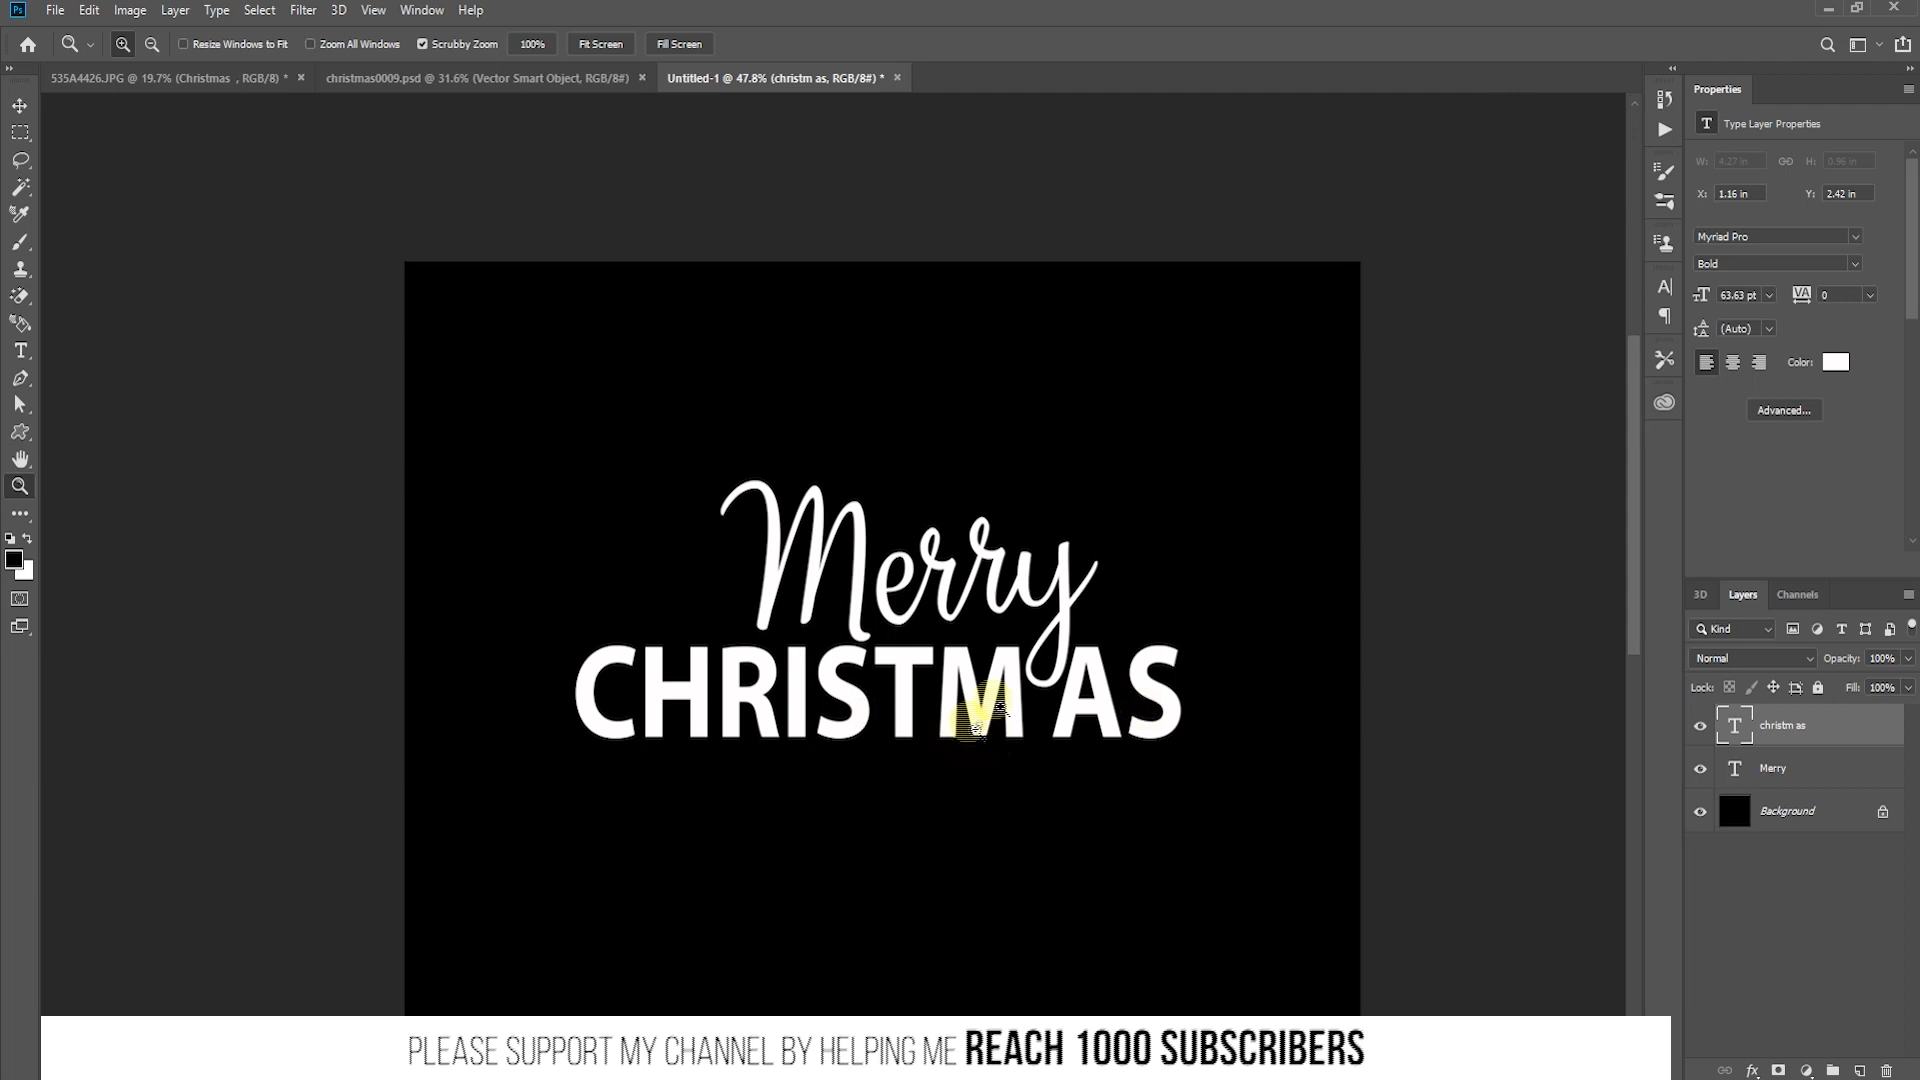 Ps File Edit Image Layer Type Select Filter 3D View Window Help
Resize Windows to Fit Zoom All Windows Scrubby Zoom 100% Fit Screen Fill Screen
535A4426.JPG @ 19.7% (Christmas , RGB/8) * christmas0009.psd @ 31.6% (Vector Smart Object, RGB/8#) Untitled-1 @ 47.8% (christm as, RGB/8#) *
Properties
Type Layer Properties
W: 4.27 in H: 0.96 in
X: 1.16 in Y: 2.42 in
Myriad Pro
Bold
63.63 pt VA 0
(Auto)
Color:
Advanced...
Merry
CHRISTM AS
3D Layers Channels
Kind
Normal Opacity: 100%
Lock: Fill: 100%
christm as
Merry
Background
fx
PLEASE SUPPORT MY CHANNEL BY HELPING ME REACH 1000 SUBSCRIBERS